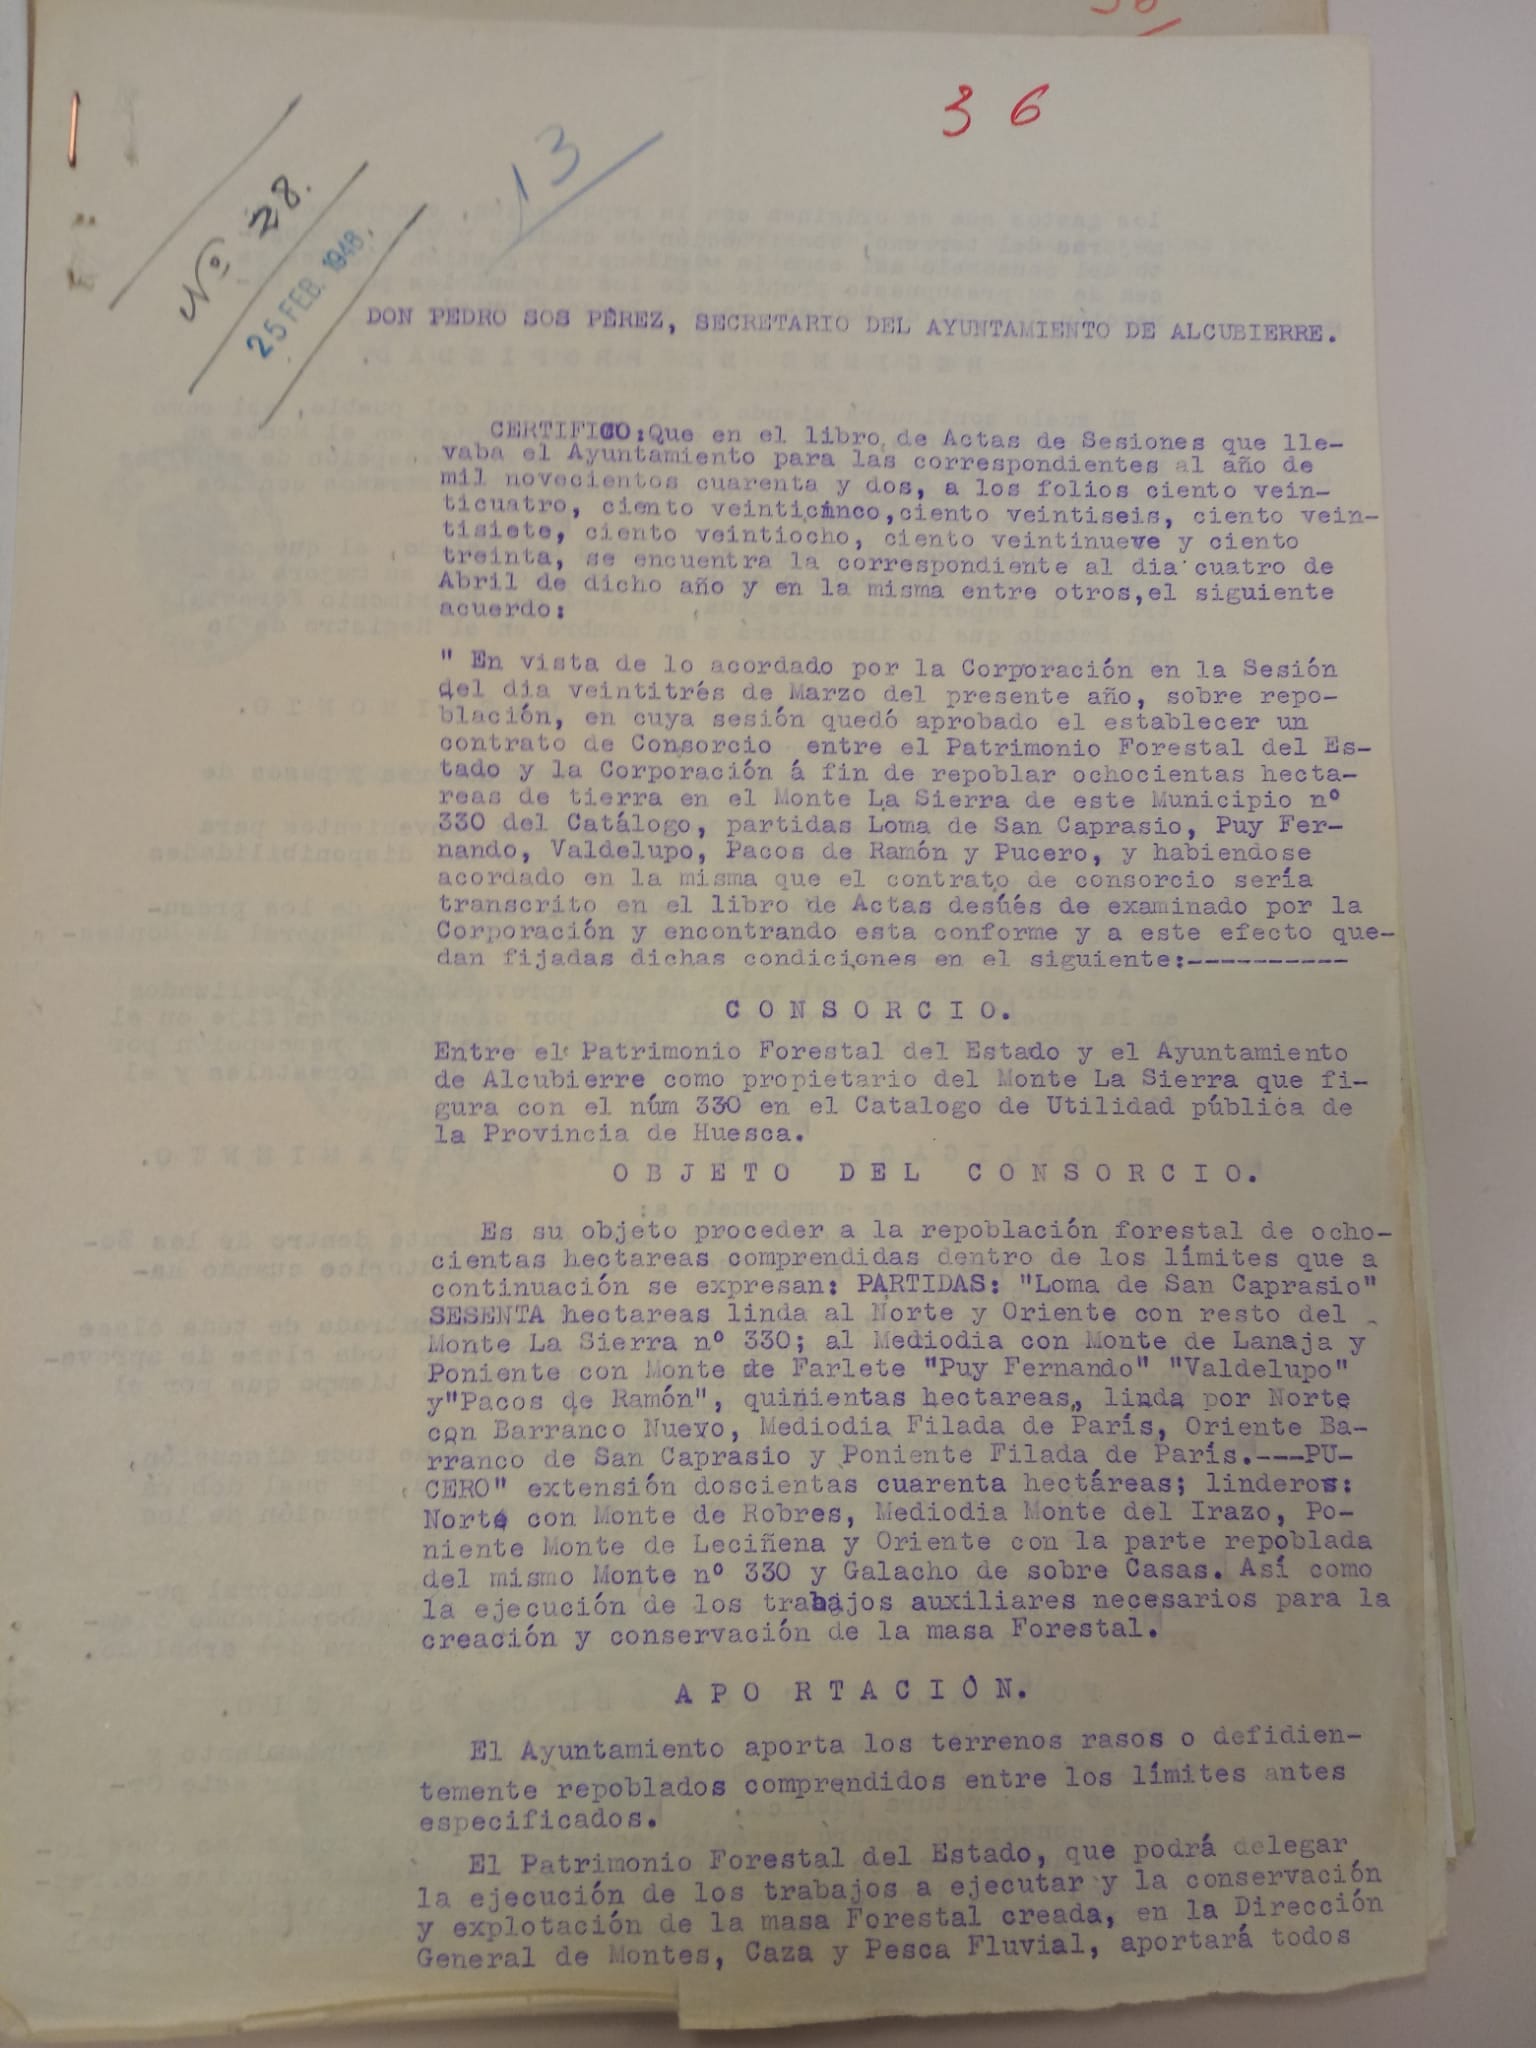 36
Nº 28.
13
25 FEB. 1948.
DON PEDRO SOS PÉREZ, SECRETARIO DEL AYUNTAMIENTO DE ALCUBIERRE.
CERTIFICO:Que en el libro de Actas de Sesiones que lle-
vaba el Ayuntamiento para las correspondientes al año de
mil novecientos cuarenta y dos, a los folios ciento vein-
ticuatro, ciento veinticinco,ciento veintiseis, ciento vein-
tisiete, ciento veintiocho, ciento veintinueve y ciento
treinta, se encuentra la correspondiente al dia cuatro de
Abril de dicho año y en la misma entre otros,el siguiente
acuerdo:
" En vista de lo acordado por la Corporación en la Sesión
del dia veintitrés de Marzo del presente año, sobre repo-
blación, en cuya sesión quedó aprobado el establecer un
contrato de Consorcio entre el Patrimonio Forestal del Es-
tado y la Corporación á fin de repoblar ochocientas hecta-
reas de tierra en el Monte La Sierra de este Municipio nº
330 del Catálogo, partidas Loma de San Caprasio, Puy Fer-
nando, Valdelupo, Pacos de Ramón y Pucero, y habiendose
acordado en la misma que el contrato de consorcio sería
transcrito en el libro de Actas desúés de examinado por la
Corporación y encontrando esta conforme y a este efecto que-
dan fijadas dichas condiciones en el siguiente:----------
C O N S O R C I O.
Entre el Patrimonio Forestal del Estado y el Ayuntamiento
de Alcubierre como propietario del Monte La Sierra que fi-
gura con el núm 330 en el Catalogo de Utilidad pública de
la Provincia de Huesca.
O B J E T O D E L C O N S O R C I O.
Es su objeto proceder a la repoblación forestal de ocho-
cientas hectareas comprendidas dentro de los límites que a
continuación se expresan: PARTIDAS: "Loma de San Caprasio"
SESENTA hectareas linda al Norte y Oriente con resto del
Monte La Sierra nº 330; al Mediodia con Monte de Lanaja y
Poniente con Monte de Farlete "Puy Fernando" "Valdelupo"
y"Pacos de Ramón", quinientas hectareas, linda por Norte
con Barranco Nuevo, Mediodia Filada de París, Oriente Ba-
rranco de San Caprasio y Poniente Filada de París.---PU-
CERO" extensión doscientas cuarenta hectáreas; linderos:
Norte con Monte de Robres, Mediodia Monte del Irazo, Po-
niente Monte de Leciñena y Oriente con la parte repoblada
del mismo Monte nº 330 y Galacho de sobre Casas. Así como
la ejecución de los trabajos auxiliares necesarios para la
creación y conservación de la masa Forestal.
A P O R T A C I Ó N.
El Ayuntamiento aporta los terrenos rasos o defidien-
temente repoblados comprendidos entre los límites antes
especificados.
El Patrimonio Forestal del Estado, que podrá delegar
la ejecución de los trabajos a ejecutar y la conservación
y explotación de la masa Forestal creada, en la Dirección
General de Montes, Caza y Pesca Fluvial, aportará todos